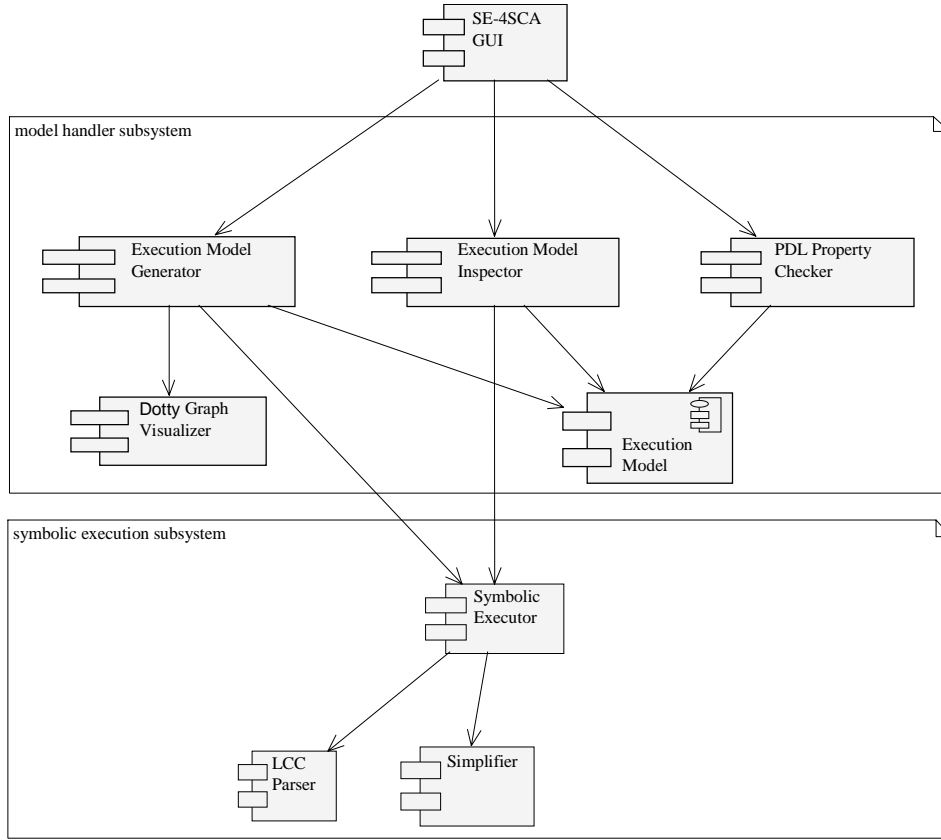 SE-4SCA
GUI
model handler subsystem
Execution Model
Generator
Execution Model
Inspector
PDL Property
Checker
Dotty Graph
Visualizer
Execution
Model
symbolic execution subsystem
Symbolic
Executor
LCC
Parser
Simplifier